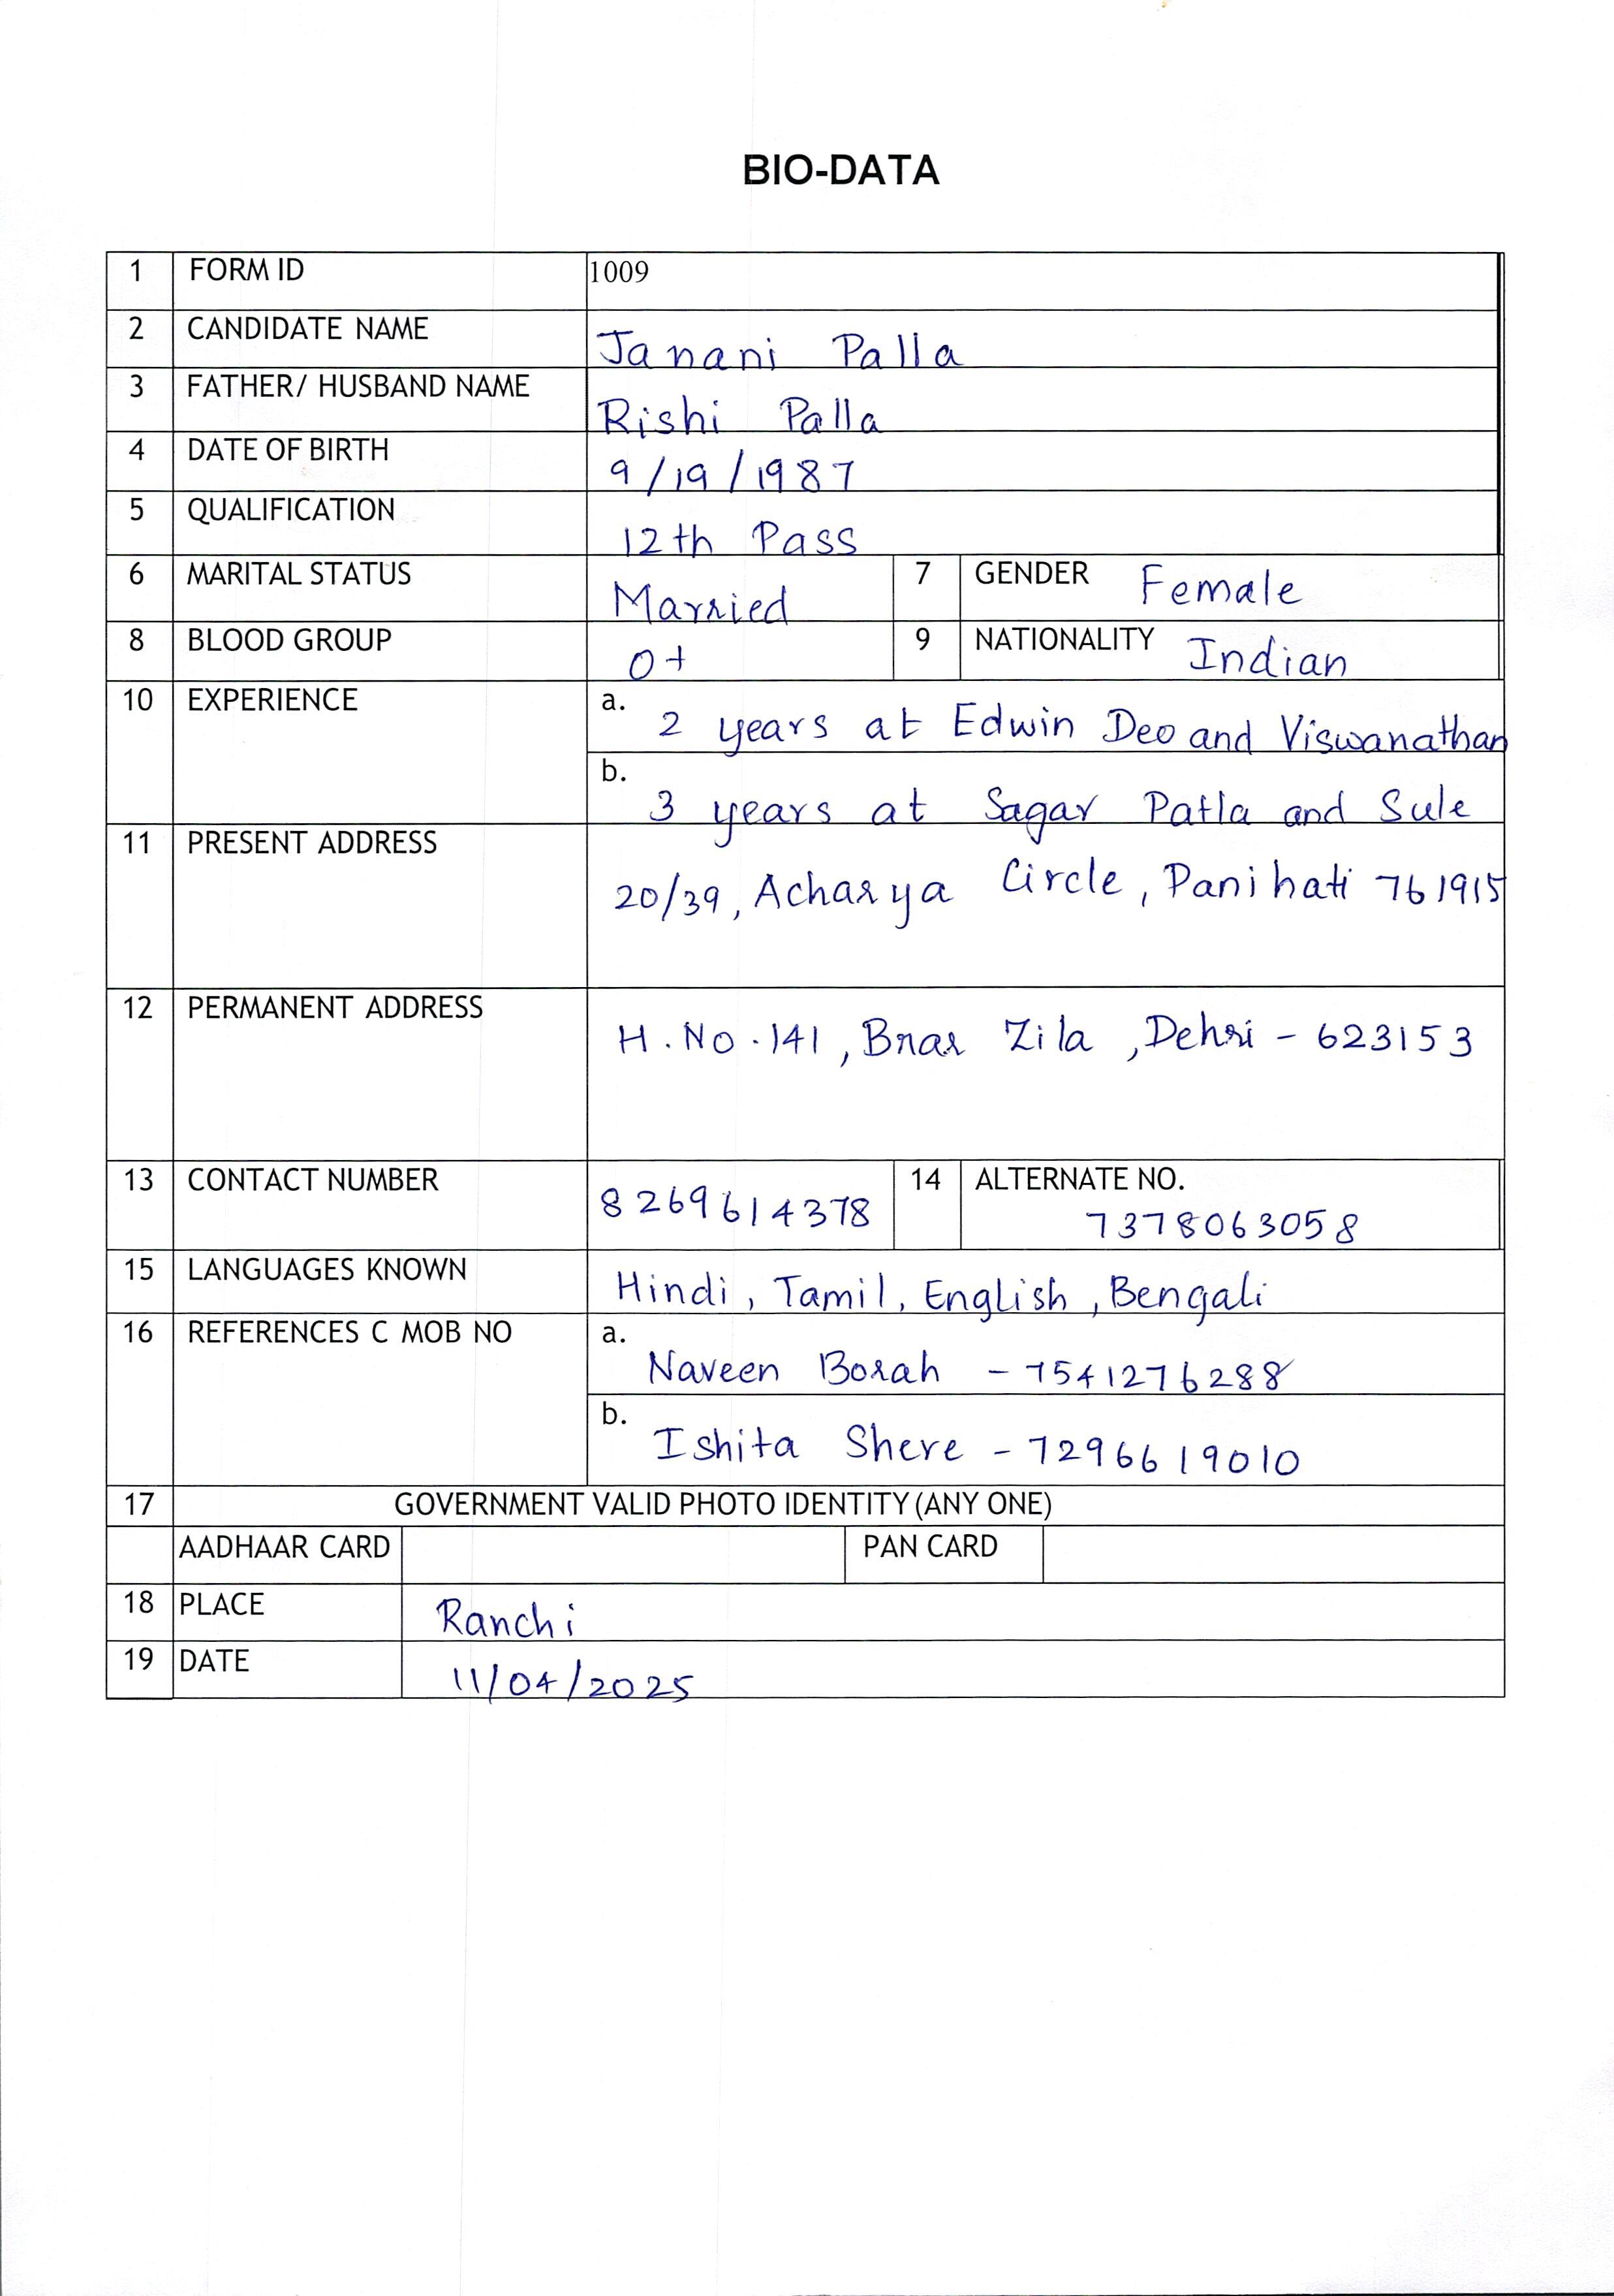 BIO-DATA
1 FORM ID 1009
2 CANDIDATE NAME Janani Palla
3 FATHER/ HUSBAND NAME Rishi Palla
4 DATE OF BIRTH 9/19/1987
5 QUALIFICATION 12th Pass
6 MARITAL STATUS Married 7 GENDER Female
8 BLOOD GROUP O+ 9 NATIONALITY Indian
10 EXPERIENCE a. 2 years at Edwin Deo and Viswanathan
b. 3 years at Sagar Patla and Sule
11 PRESENT ADDRESS 20/39, Acharya Circle, Panihati 761915
12 PERMANENT ADDRESS H.No.141, Brar Zila, Dehri - 623153
13 CONTACT NUMBER 8269614378 14 ALTERNATE NO.
7378063058
15 LANGUAGES KNOWN Hindi, Tamil, English, Bengali
16 REFERENCES C MOB NO a. Naveen Borah - 7541276288
b. Ishita Shere - 7296619010
17 GOVERNMENT VALID PHOTO IDENTITY (ANY ONE)
AADHAAR CARD PAN CARD
18 PLACE Ranchi
19 DATE 11/04/2025